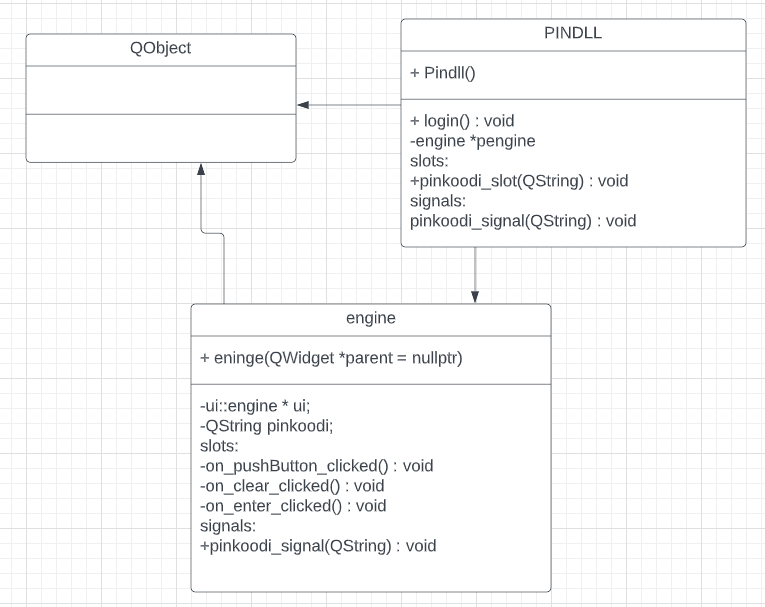 QObject
PINDLL
+ Pindll()
+ login() : void
-engine *pengine
slots:
+pinkoodi_slot(QString) : void
signals:
pinkoodi_signal(QString) : void
engine
+ eninge(QWidget *parent = nullptr)
-ui::engine * ui;
-QString pinkoodi;
slots:
-on_pushButton_clicked() : void
-on_clear_clicked() : void
-on_enter_clicked() : void
signals:
+pinkoodi_signal(QString) : void